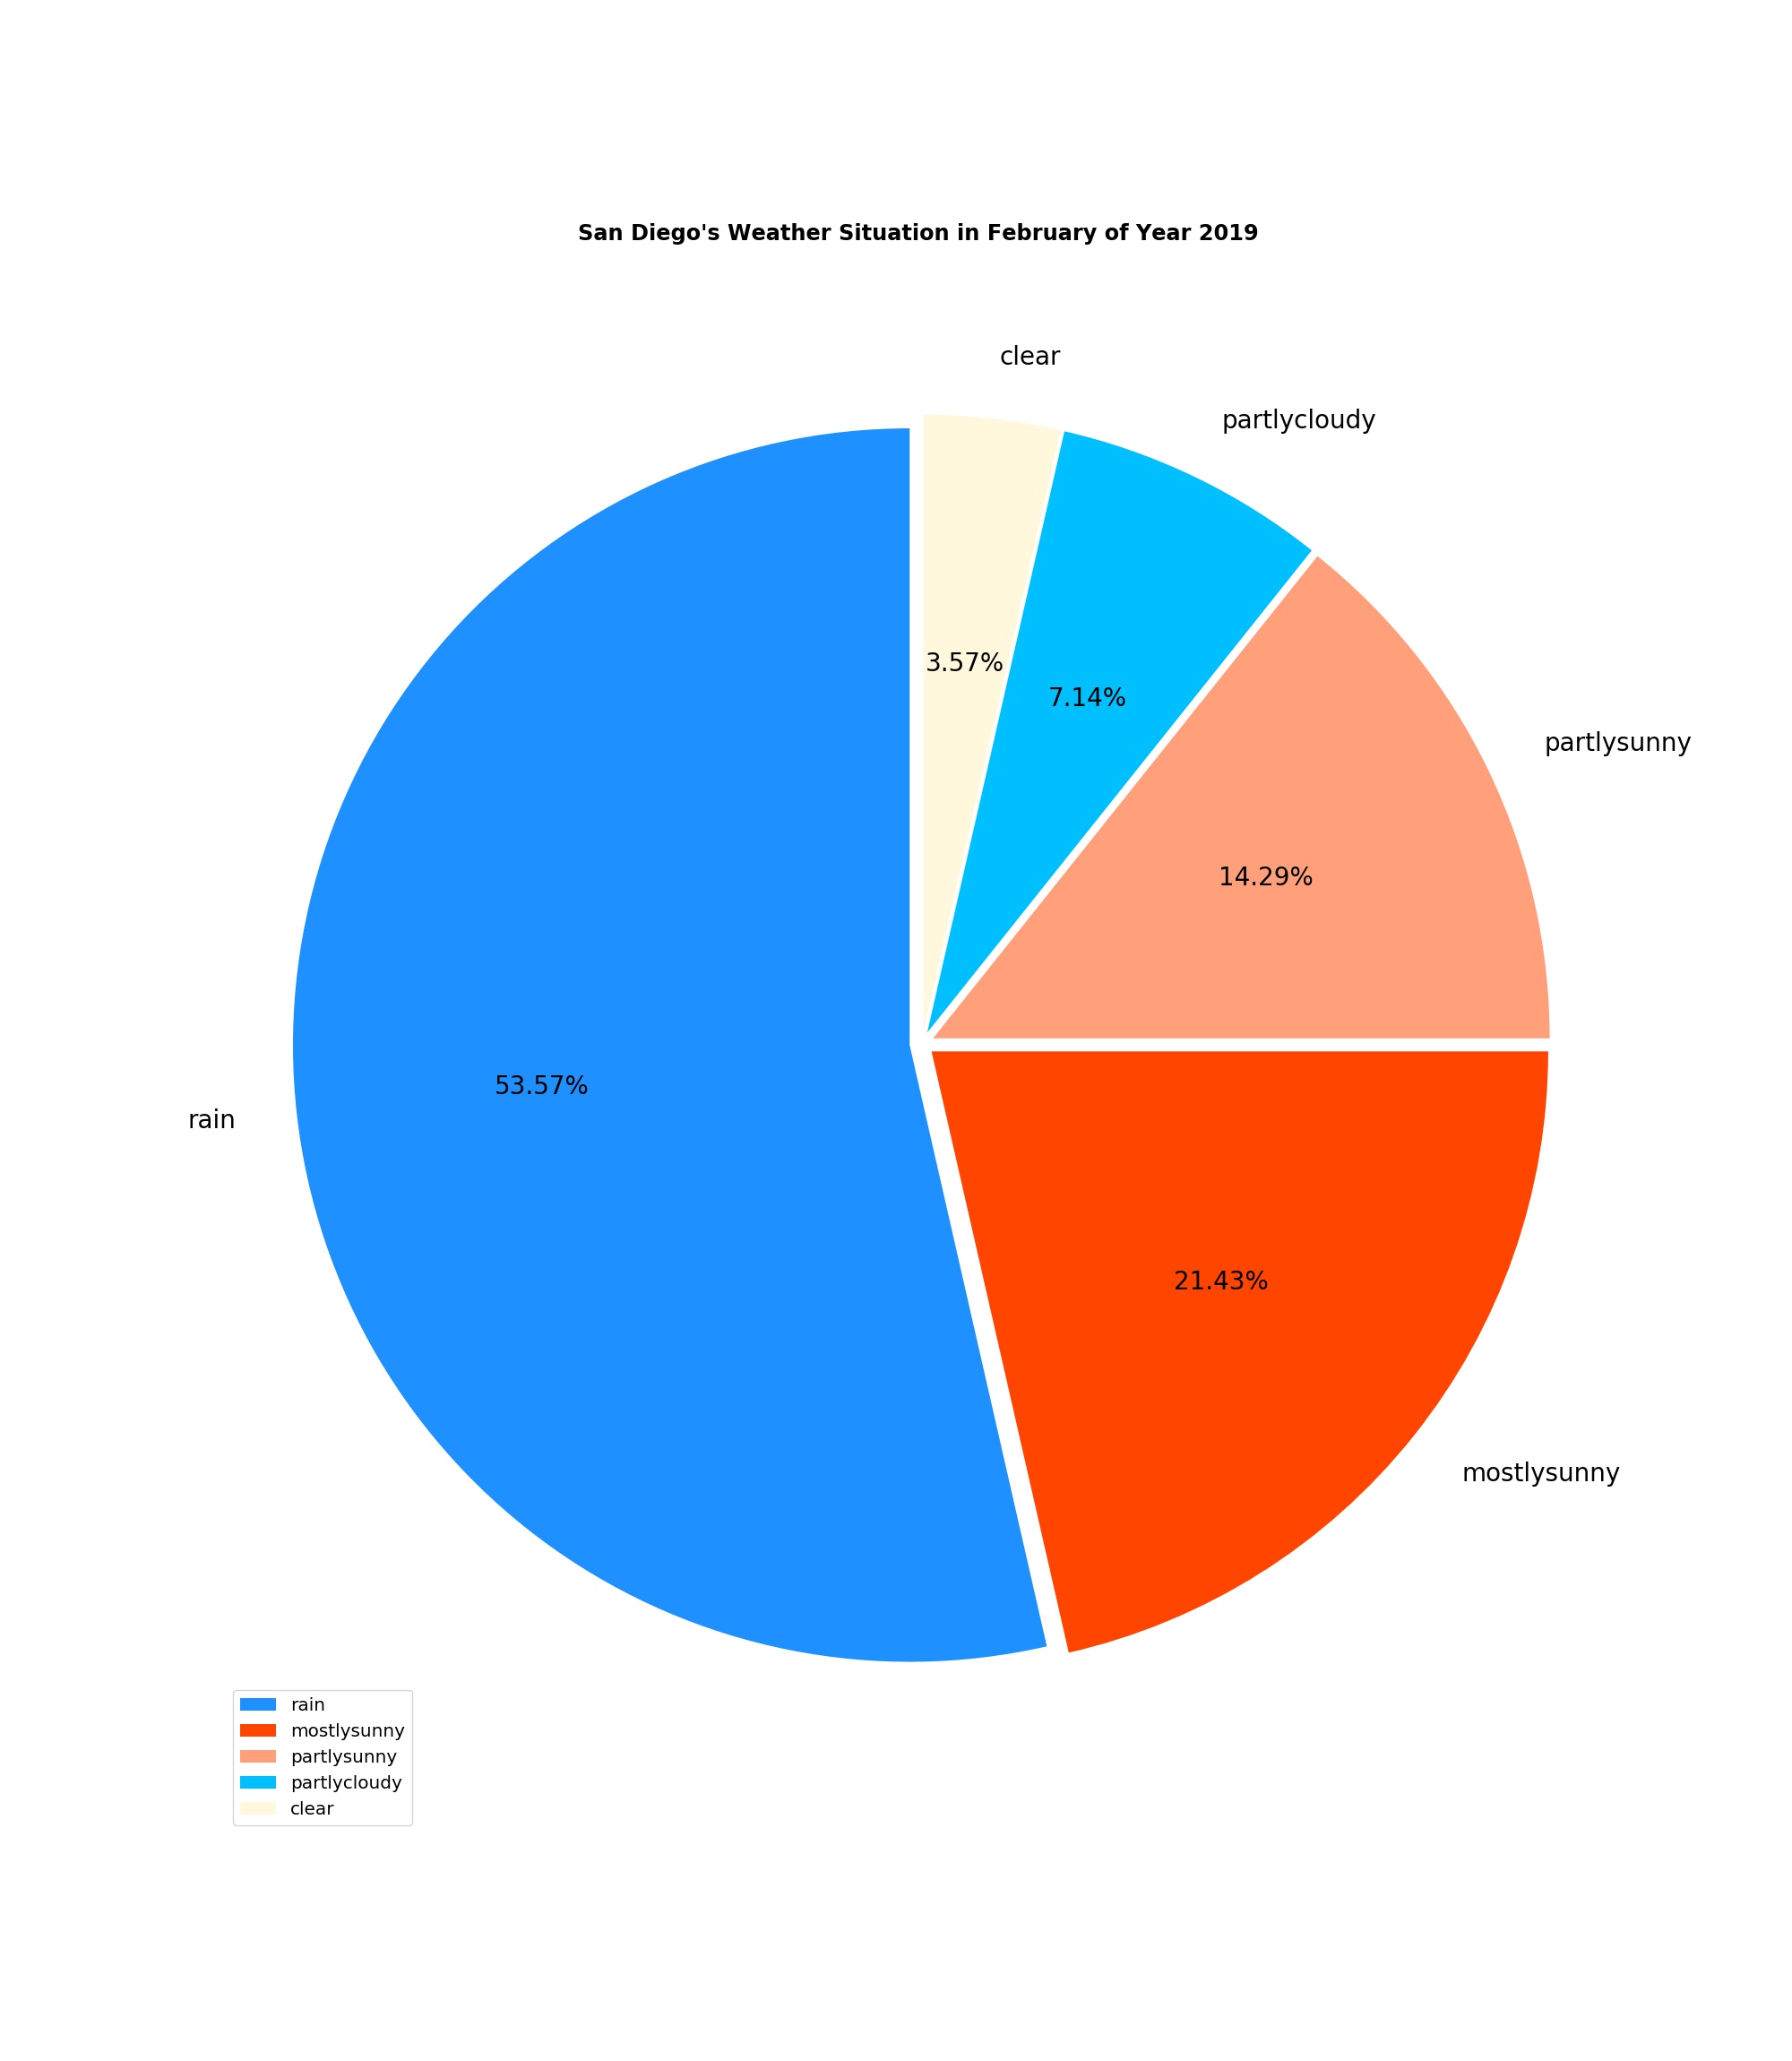 San Diego's Weather Situation in February of Year 2019
clear
partlycloudy
partlysunny
3.57%
7.14%
14.29%
53.57%
rain
21.43%
mostlysunny
rain
mostlysunny
partlysunny
partlycloudy
clear